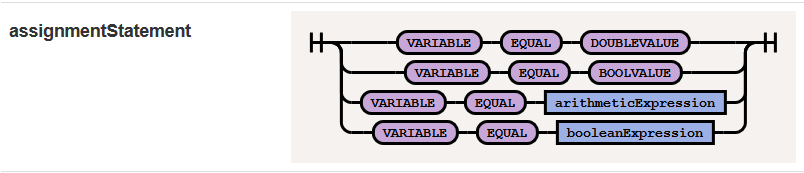 assignmentStatement
VARIABLE EQUAL DOUBLEVALUE
VARIABLE EQUAL BOOLVALUE
VARIABLE EQUAL arithmeticExpression
VARIABLE EQUAL booleanExpression